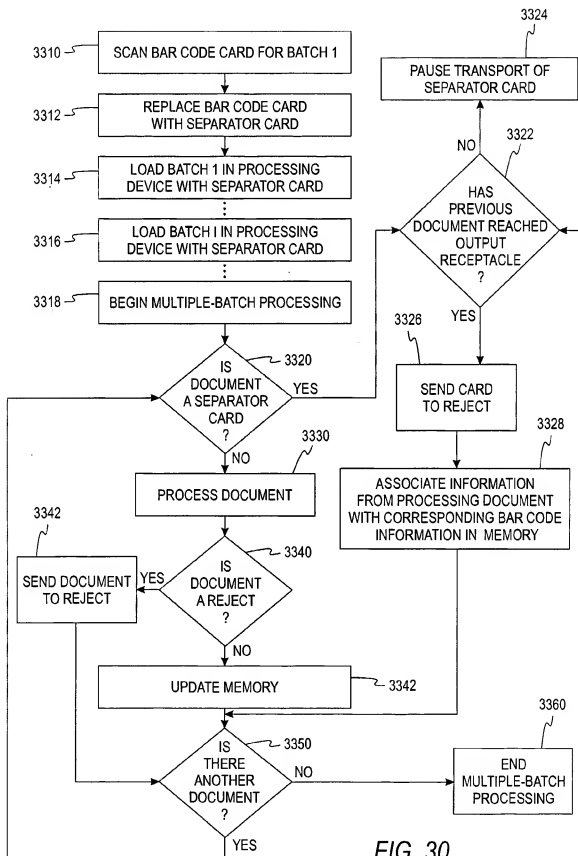 3310
SCAN BAR CODE CARD FOR BATCH 1
3312
REPLACE BAR CODE CARD
WITH SEPARATOR CARD
3314
LOAD BATCH 1 IN PROCESSING
DEVICE WITH SEPARATOR CARD
3316
LOAD BATCH I IN PROCESSING
DEVICE WITH SEPARATOR CARD
3318
BEGIN MULTIPLE-BATCH PROCESSING
3320
IS
DOCUMENT
A SEPARATOR
CARD
?
YES
NO
3324
PAUSE TRANSPORT OF
SEPARATOR CARD
NO
3322
HAS
PREVIOUS
DOCUMENT REACHED
OUTPUT
RECEPTACLE
?
YES
3326
SEND CARD
TO REJECT
3328
ASSOCIATE INFORMATION
FROM PROCESSING DOCUMENT
WITH CORRESPONDING BAR CODE
INFORMATION IN MEMORY
3330
PROCESS DOCUMENT
3340
IS
DOCUMENT
A REJECT
?
YES
3342
SEND DOCUMENT
TO REJECT
NO
UPDATE MEMORY
3342
3350
IS
THERE
ANOTHER
DOCUMENT
?
NO
3360
END
MULTIPLE-BATCH
PROCESSING
YES
FIG. 30